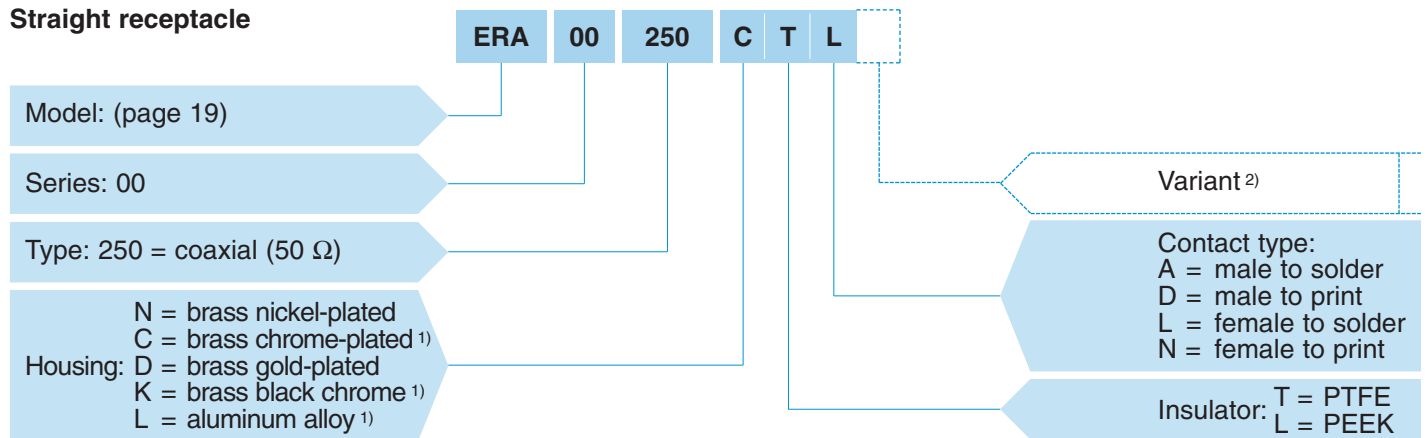 Straight receptacle
ERA 00 250 C T L
Model: (page 19)
Series: 00
Type: 250 = coaxial (50 Ω)
Housing:
N = brass nickel-plated
C = brass chrome-plated 1)
D = brass gold-plated
K = brass black chrome 1)
L = aluminum alloy 1)
Variant 2)
Contact type:
A = male to solder
D = male to print
L = female to solder
N = female to print
Insulator:
T = PTFE
L = PEEK